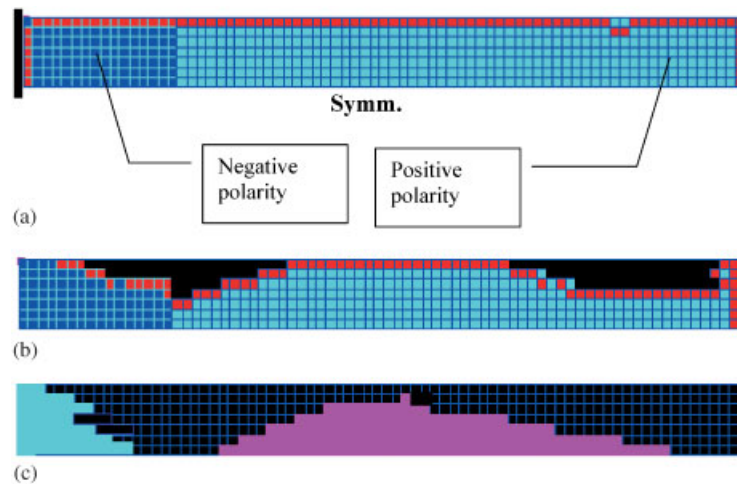 Symm.
Negative
polarity
Positive
polarity
(a)
(b)
(c)